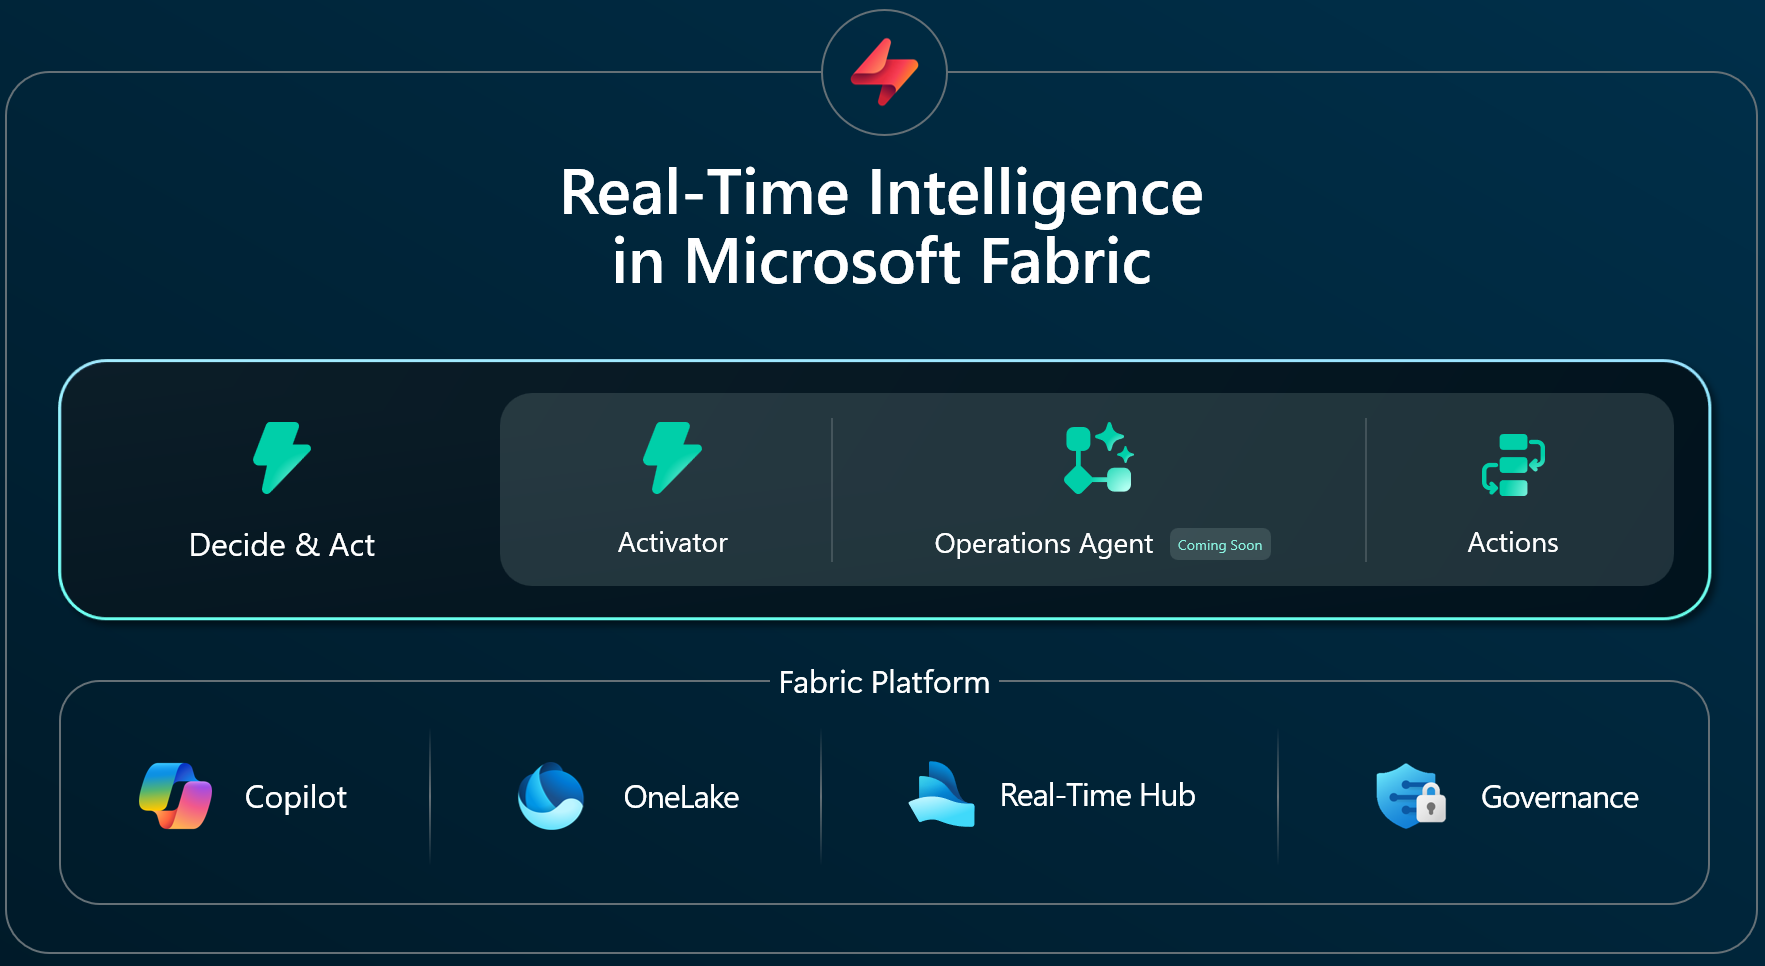 Real-Time Intelligence
in Microsoft Fabric
Decide & Act
Activator
Operations Agent
Coming Soon
Actions
Fabric Platform
Copilot
OneLake
Real-Time Hub
Governance